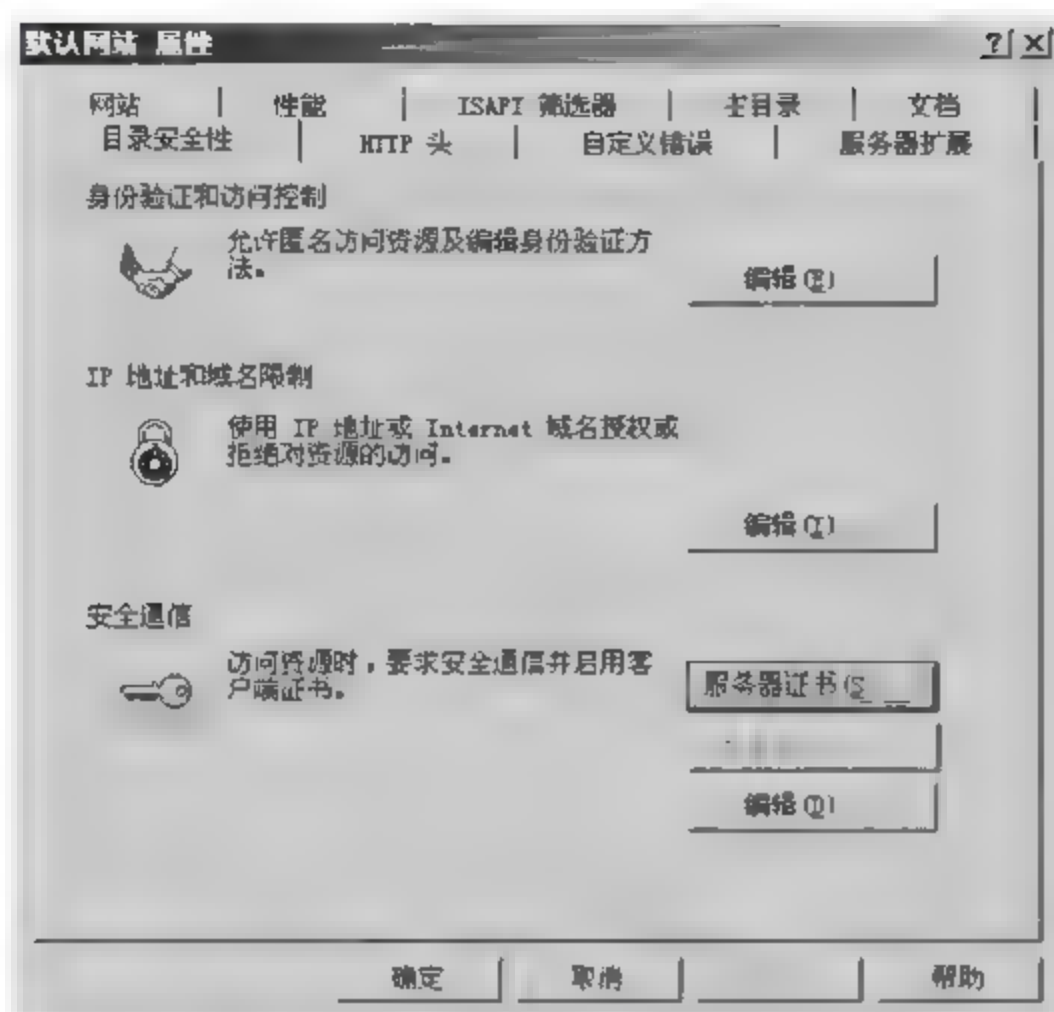 默认网站 属性
网站 性能 ISAPI 筛选器 主目录 文档
目录安全性 HTTP 头 自定义错误 服务器扩展
身份验证和访问控制
允许匿名访问资源及编辑身份验证方
法。
编辑(E)
IP 地址和域名限制
使用 IP 地址或 Internet 域名授权或
拒绝对资源的访问。
编辑(I)
安全通信
访问资源时，要求安全通信并启用客
户端证书。
服务器证书(S
编辑(D)
确定 取消 帮助